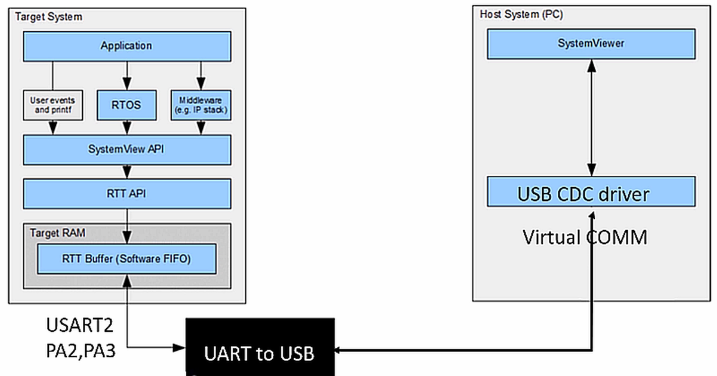 Target System
Application
User events
and printf
RTOS
Middleware
(e.g. IP stack)
SystemView API
RTT API
Target RAM
RTT Buffer (Software FIFO)
USART2
PA2,PA3
UART to USB
Host System (PC)
SystemViewer
USB CDC driver
Virtual COMM